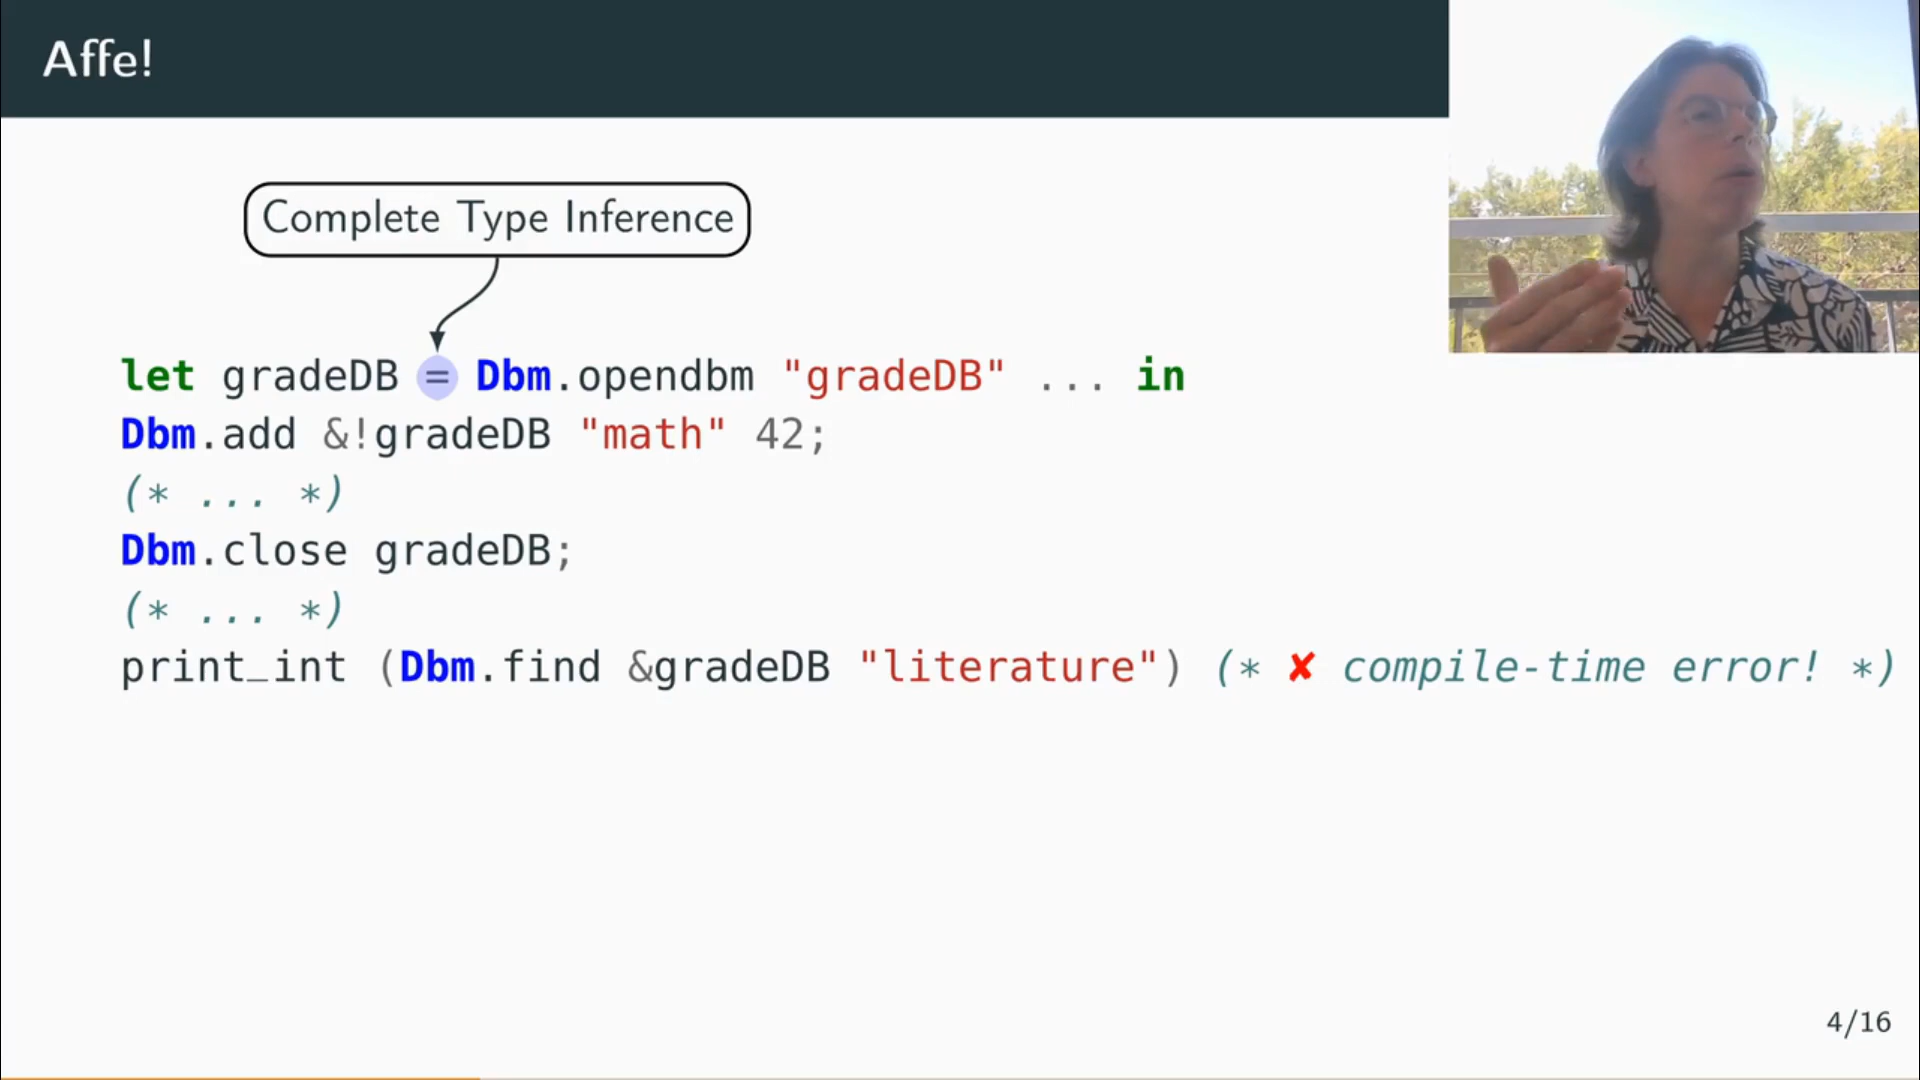 Affe!
Complete Type Inference
let gradeDB = Dbm.opendbm "gradeDB" ... in
Dbm.add &!gradeDB "math" 42;
(* ... *)
Dbm.close gradeDB;
(* ... *)
print_int (Dbm.find &gradeDB "literature") (* ✘ compile-time error! *)
4/16